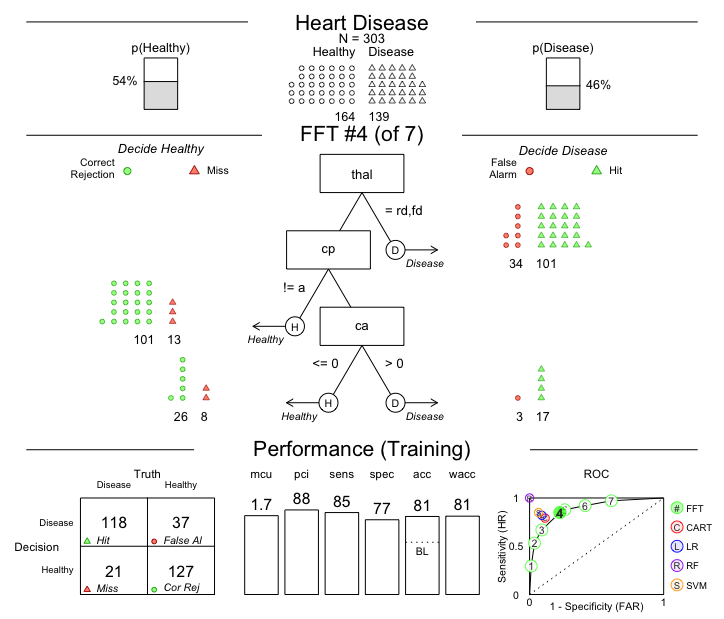 Heart Disease
N = 303
p(Healthy)
Healthy Disease
p(Disease)
54%
46%
164 139
FFT #4 (of 7)
Decide Healthy
Decide Disease
Correct
Rejection
Miss
False
Alarm
Hit
thal
= rd,fd
D
Disease
34 101
cp
!= a
H
Healthy
101 13
ca
<= 0
> 0
H
Healthy
D
Disease
26 8
3 17
Performance (Training)
Truth
Disease Healthy
Decision
Disease
118
Hit
37
False Al
Healthy
21
Miss
127
Cor Rej
mcu pci sens spec acc wacc
1.7 88 85 77 81 81
BL
ROC
Sensitivity (HR)
1
0.5
0
0
1
1 - Specificity (FAR)
1
2
3
4
6
7
# FFT
C CART
L LR
R RF
S SVM